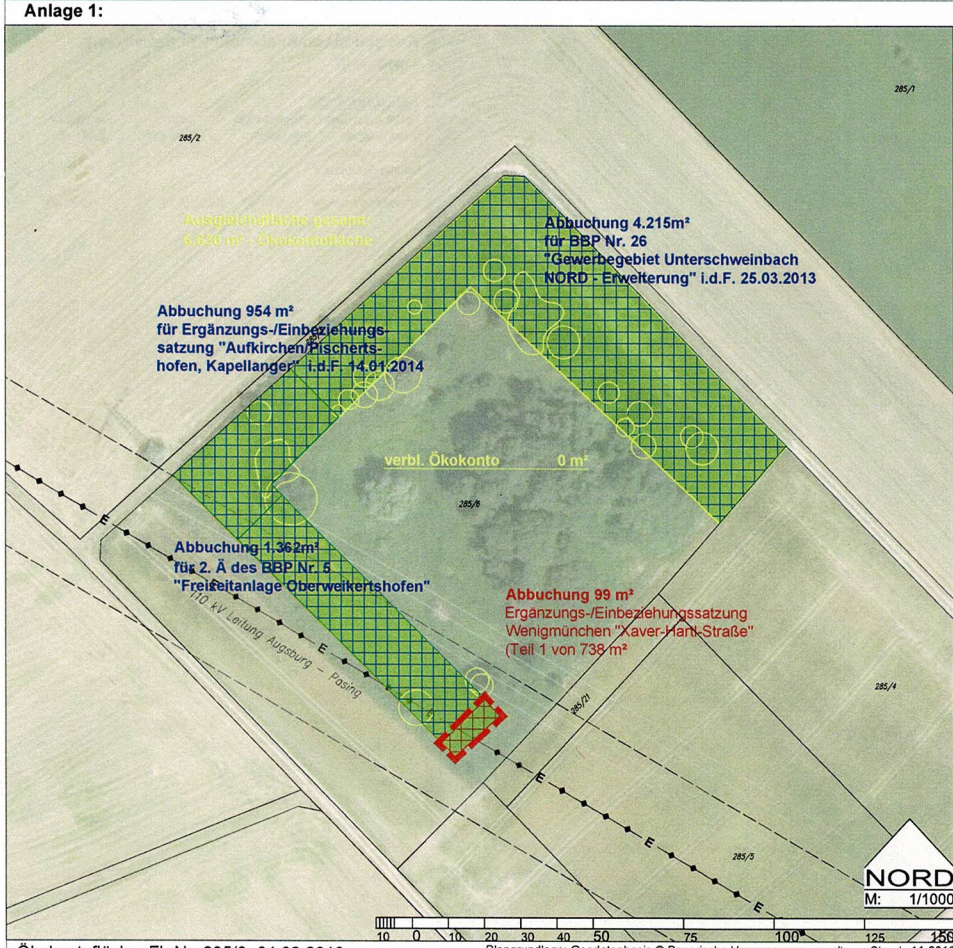 Anlage 1:
285/1
285/2
Ausgleichsfläche gesamt:
6.630 m² - Ökokontofläche
Abbuchung 4.215m²
für BBP Nr. 26
"Gewerbegebiet Unterschweinbach
NORD - Erweiterung" i.d.F. 25.03.2013
Abbuchung 954 m²
für Ergänzungs-/Einbeziehungs-
satzung "Aufkirchen/Pischerts-
hofen, Kapellanger" i.d.F. 14.01.2014
verbl. Ökokonto 0 m²
285/6
E
Abbuchung 1.362m²
für 2. Ä des BBP Nr. 5
"Freizeitanlage Oberweikertshofen"
E
110 kV Leitung Augsburg - Pasing
E
Abbuchung 99 m²
Ergänzungs-/Einbeziehungssatzung
Wenigmünchen "Xaver-Hartl-Straße"
(Teil 1 von 738 m²
285/4
285/21
E
E
285/5
E
NORD
M: 1/1000
10 0 10 20 30 40 50 75 100 125 150